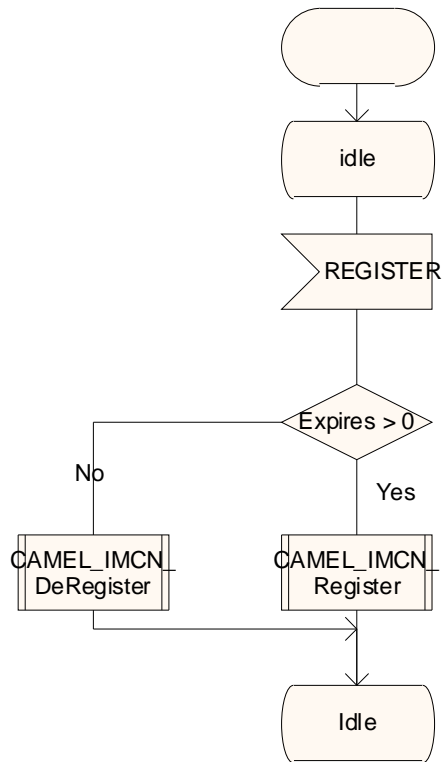 idle
REGISTER
Expires > 0
No
Yes
CAMEL_IMCN_
DeRegister
CAMEL_IMCN_
Register
Idle